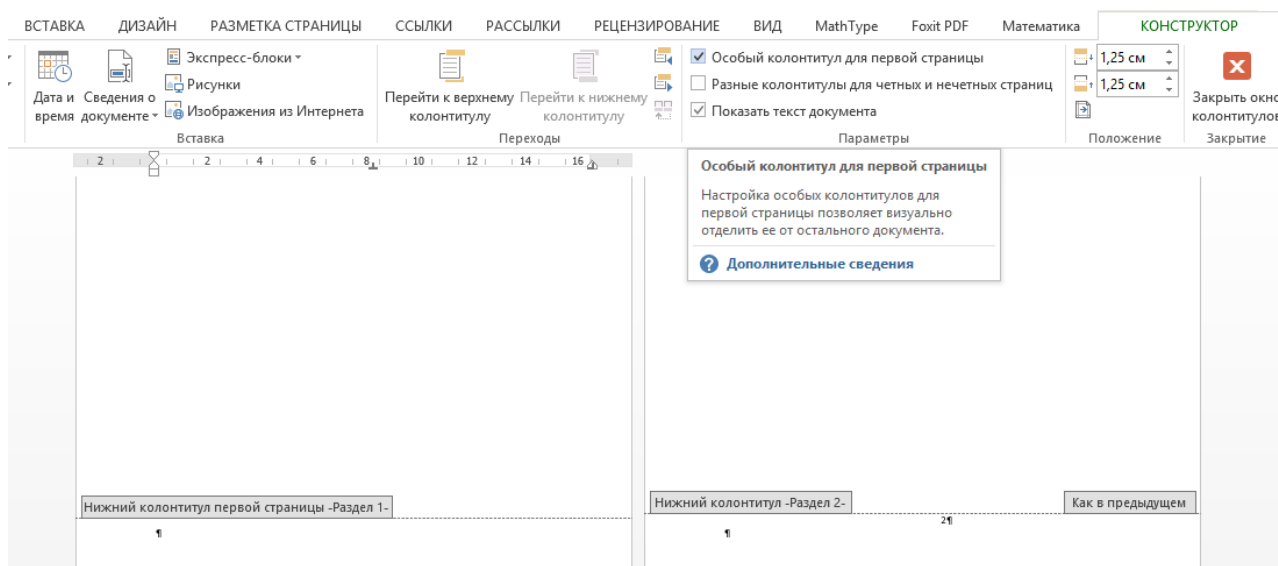 ВСТАВКА ДИЗАЙН РАЗМЕТКА СТРАНИЦЫ ССЫЛКИ РАССЫЛКИ РЕЦЕНЗИРОВАНИЕ ВИД MathType Foxit PDF Математика КОНСТРУКТОР
Дата и время
Сведения о документе
Экспресс-блоки
Рисунки
Изображения из Интернета
Вставка
Перейти к верхнему колонтитулу
Перейти к нижнему колонтитулу
Переходы
Особый колонтитул для первой страницы
Разные колонтитулы для четных и нечетных страниц
Показать текст документа
Параметры
1,25 см
1,25 см
Положение
Закрыть окно колонтитулов
Закрытие
2 2 4 6 8 10 12 14 16
Особый колонтитул для первой страницы
Настройка особых колонтитулов для
первой страницы позволяет визуально
отделить ее от остального документа.
? Дополнительные сведения
Нижний колонтитул первой страницы -Раздел 1-
¶
Нижний колонтитул -Раздел 2- Как в предыдущем
2¶
¶